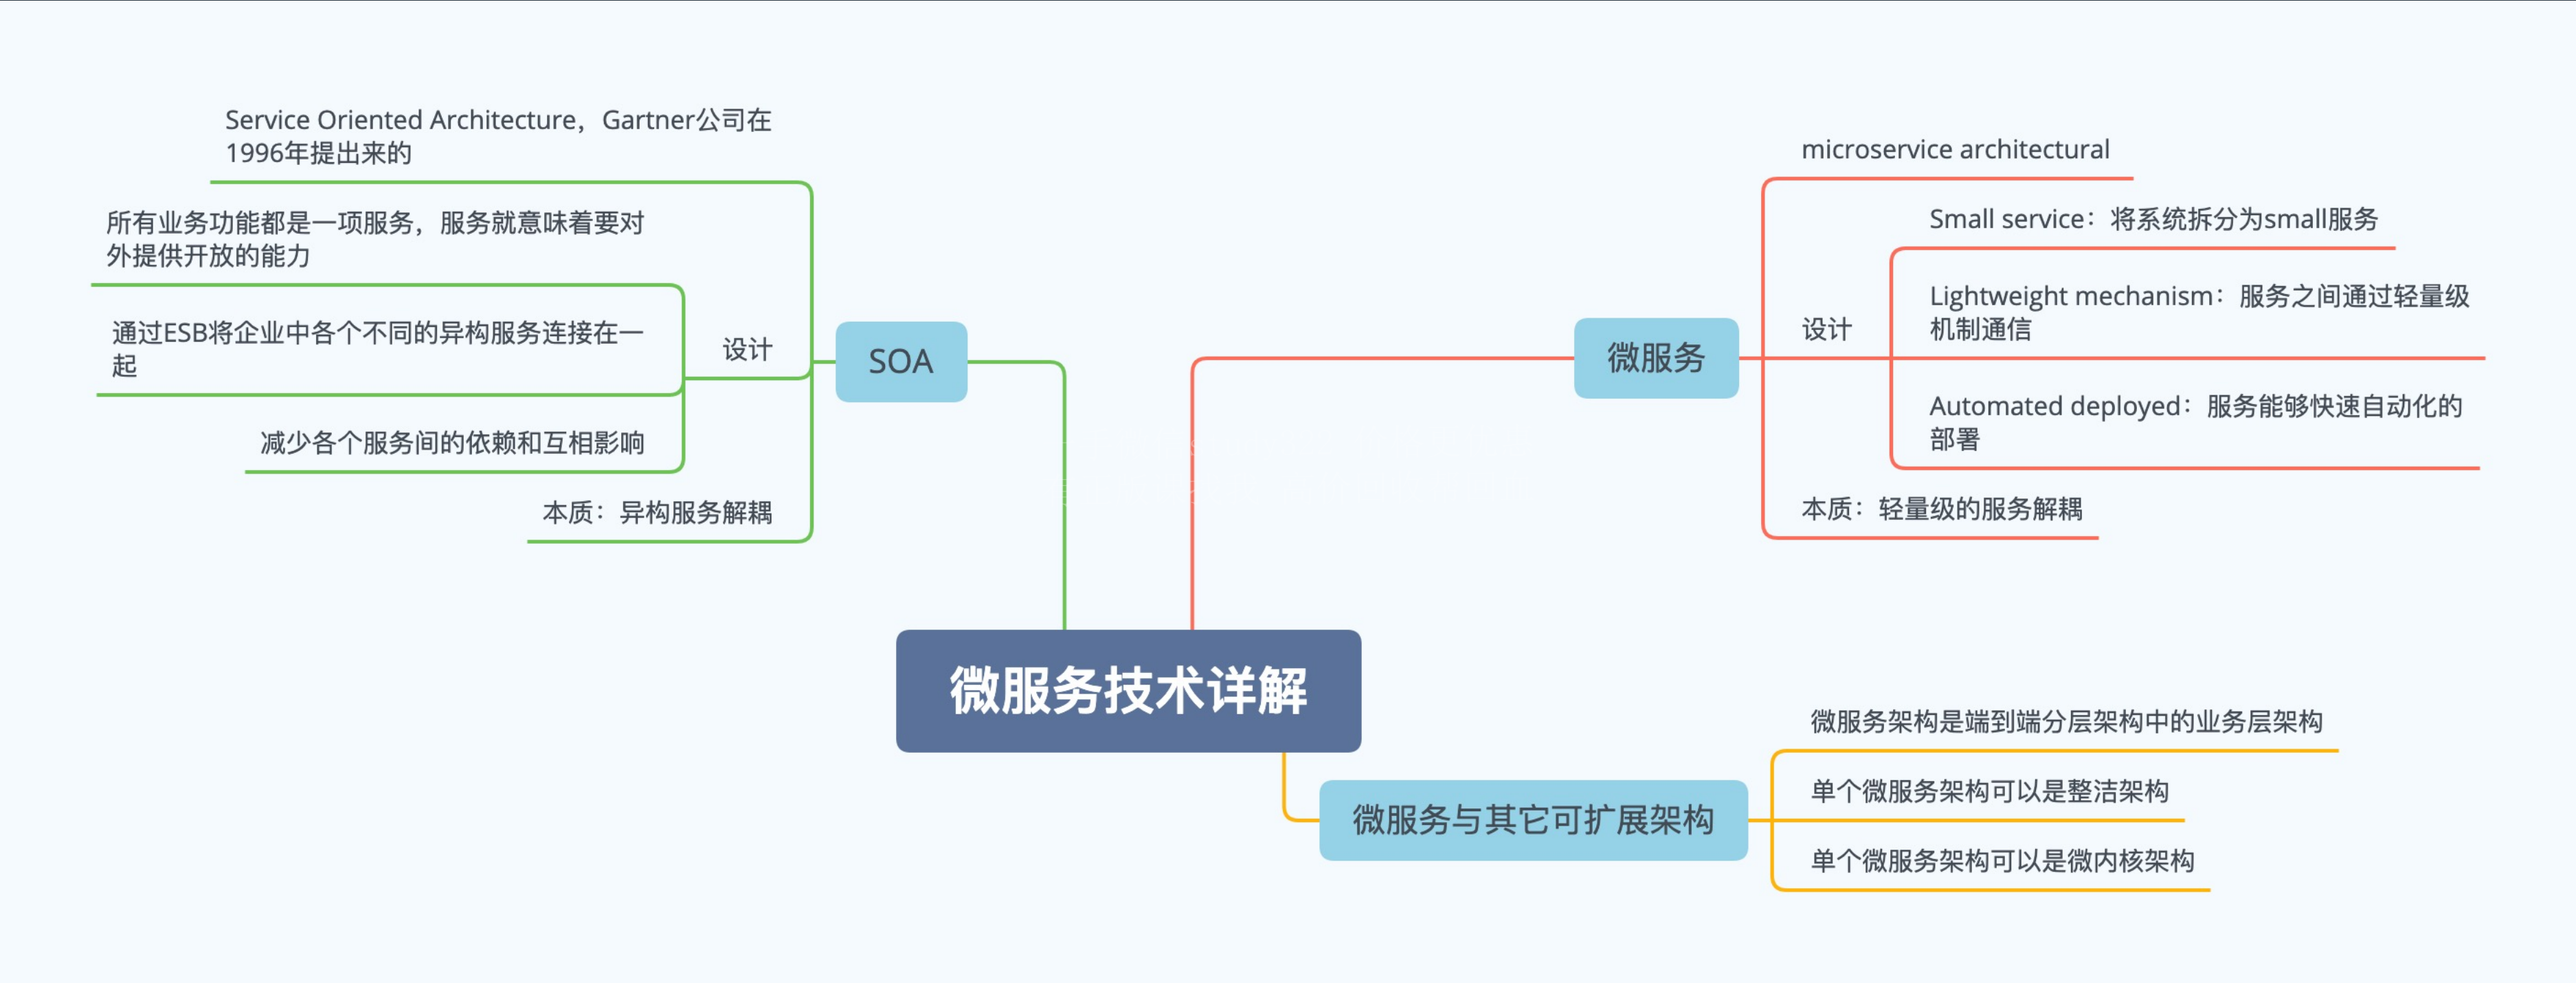 Service Oriented Architecture，Gartner公司在
1996年提出来的
所有业务功能都是一项服务，服务就意味着要对
外提供开放的能力
通过ESB将企业中各个不同的异构服务连接在一
起
减少各个服务间的依赖和互相影响
设计
本质：异构服务解耦
SOA
微服务
microservice architectural
设计
Small service：将系统拆分为small服务
Lightweight mechanism：服务之间通过轻量级
机制通信
Automated deployed：服务能够快速自动化的
部署
本质：轻量级的服务解耦
微服务技术详解
微服务与其它可扩展架构
微服务架构是端到端分层架构中的业务层架构
单个微服务架构可以是整洁架构
单个微服务架构可以是微内核架构